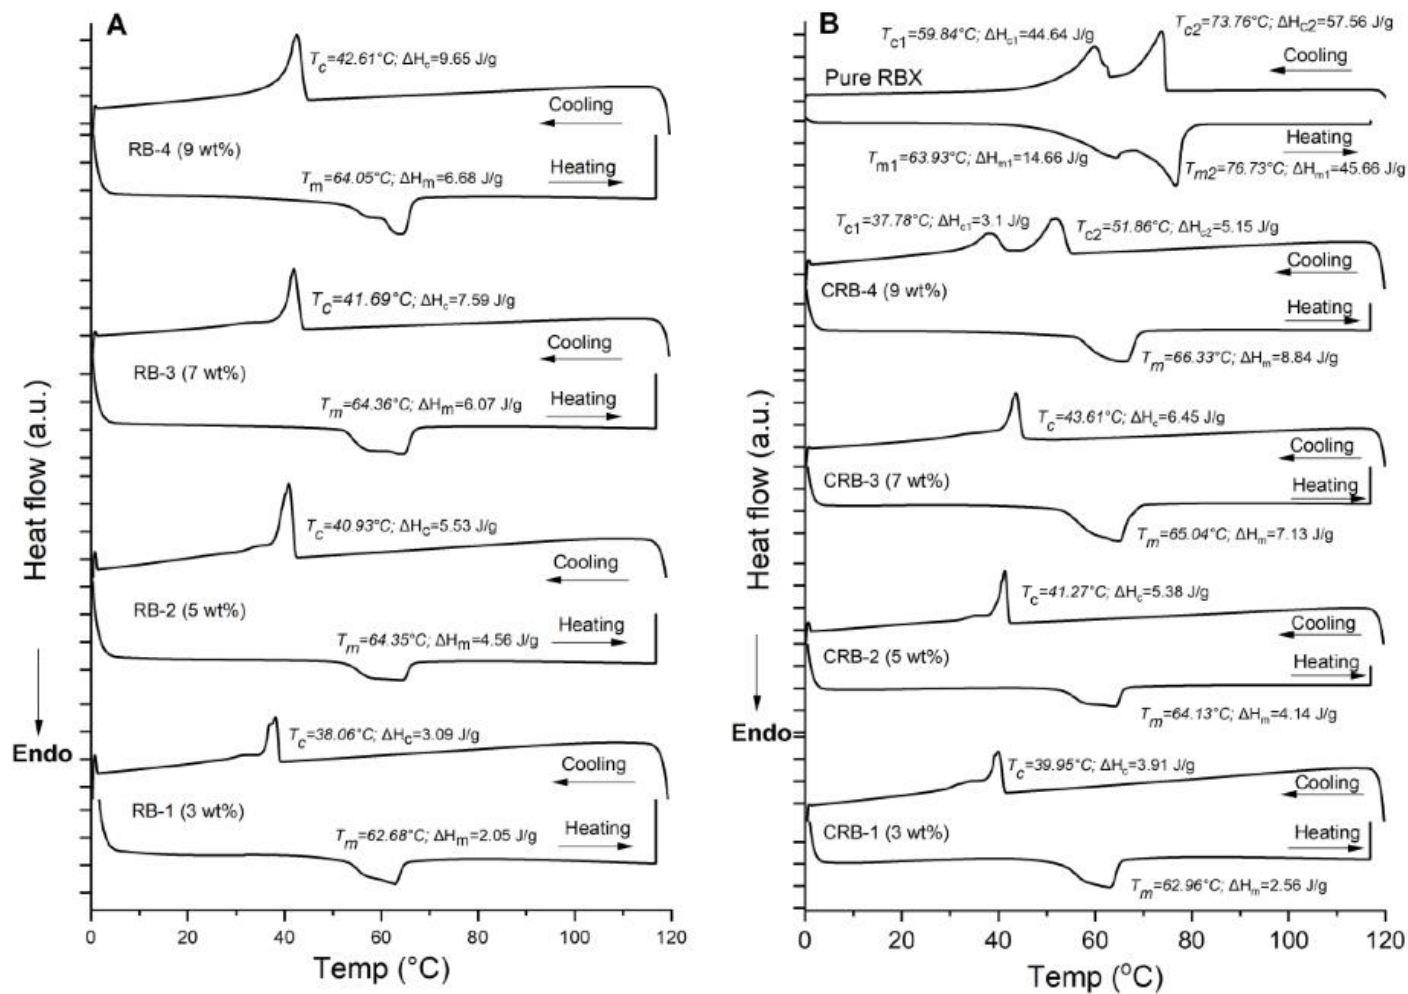 A
T_c=42.61°C; ΔH_c=9.65 J/g
Cooling
RB-4 (9 wt%)
Heating
T_m=64.05°C; ΔH_m=6.68 J/g
T_c=41.69°C; ΔH_c=7.59 J/g
Cooling
RB-3 (7 wt%)
Heating
T_m=64.36°C; ΔH_m=6.07 J/g
T_c=40.93°C; ΔH_c=5.53 J/g
Cooling
RB-2 (5 wt%)
Heating
T_m=64.35°C; ΔH_m=4.56 J/g
T_c=38.06°C; ΔH_c=3.09 J/g
Cooling
RB-1 (3 wt%)
Heating
T_m=62.68°C; ΔH_m=2.05 J/g
Heat flow (a.u.)
Endo
0 20 40 60 80 100 120
Temp (°C)
B
T_c1=59.84°C; ΔH_c1=44.64 J/g
T_c2=73.76°C; ΔH_C2=57.56 J/g
Cooling
Pure RBX
Heating
T_m1=63.93°C; ΔH_m1=14.66 J/g
T_m2=76.73°C; ΔH_m1=45.66 J/g
T_c1=37.78°C; ΔH_c1=3.1 J/g
T_c2=51.86°C; ΔH_c2=5.15 J/g
Cooling
CRB-4 (9 wt%)
Heating
T_m=66.33°C; ΔH_m=8.84 J/g
T_c=43.61°C; ΔH_c=6.45 J/g
Cooling
CRB-3 (7 wt%)
Heating
T_m=65.04°C; ΔH_m=7.13 J/g
T_c=41.27°C; ΔH_c=5.38 J/g
Cooling
CRB-2 (5 wt%)
Heating
T_m=64.13°C; ΔH_m=4.14 J/g
T_c=39.95°C; ΔH_c=3.91 J/g
Cooling
CRB-1 (3 wt%)
Heating
T_m=62.96°C; ΔH_m=2.56 J/g
Heat flow (a.u.)
Endo
0 20 40 60 80 100 120
Temp (°C)